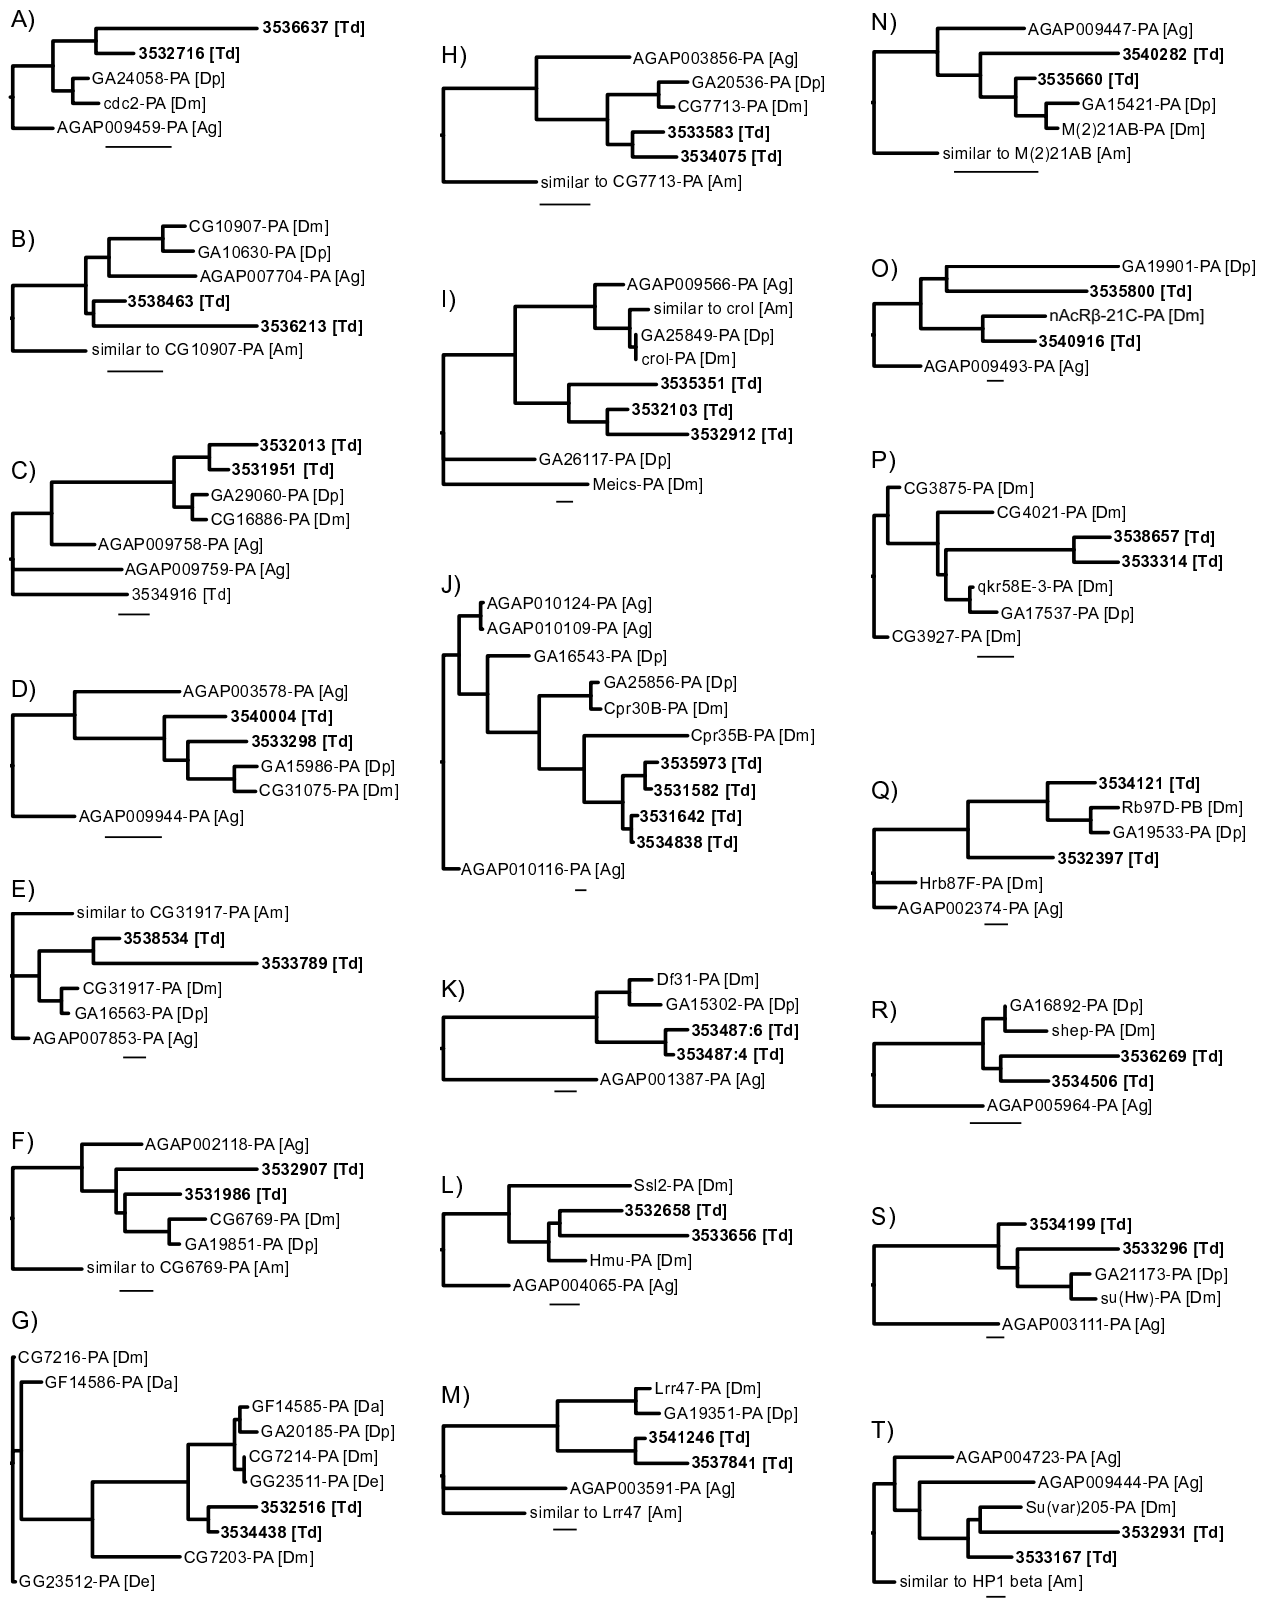 A)
3536637 [Td]
3532716 [Td]
GA24058-PA [Dp]
cdc2-PA [Dm]
AGAP009459-PA [Ag]
B)
CG10907-PA [Dm]
GA10630-PA [Dp]
AGAP007704-PA [Ag]
3538463 [Td]
3536213 [Td]
similar to CG10907-PA [Am]
C)
3532013 [Td]
3531951 [Td]
GA29060-PA [Dp]
CG16886-PA [Dm]
AGAP009758-PA [Ag]
AGAP009759-PA [Ag]
3534916 [Td]
D)
AGAP003578-PA [Ag]
3540004 [Td]
3533298 [Td]
GA15986-PA [Dp]
CG31075-PA [Dm]
AGAP009944-PA [Ag]
E)
similar to CG31917-PA [Am]
3538534 [Td]
3533789 [Td]
CG31917-PA [Dm]
GA16563-PA [Dp]
AGAP007853-PA [Ag]
F)
AGAP002118-PA [Ag]
3532907 [Td]
3531986 [Td]
CG6769-PA [Dm]
GA19851-PA [Dp]
similar to CG6769-PA [Am]
G)
CG7216-PA [Dm]
GF14586-PA [Da]
GF14585-PA [Da]
GA20185-PA [Dp]
CG7214-PA [Dm]
GG23511-PA [De]
3532516 [Td]
3534438 [Td]
CG7203-PA [Dm]
GG23512-PA [De]
H)
AGAP003856-PA [Ag]
GA20536-PA [Dp]
CG7713-PA [Dm]
3533583 [Td]
3534075 [Td]
similar to CG7713-PA [Am]
I)
AGAP009566-PA [Ag]
similar to crol [Am]
GA25849-PA [Dp]
crol-PA [Dm]
3535351 [Td]
3532103 [Td]
3532912 [Td]
GA26117-PA [Dp]
Meics-PA [Dm]
J)
AGAP010124-PA [Ag]
AGAP010109-PA [Ag]
GA16543-PA [Dp]
GA25856-PA [Dp]
Cpr30B-PA [Dm]
Cpr35B-PA [Dm]
3535973 [Td]
3531582 [Td]
3531642 [Td]
3534838 [Td]
AGAP010116-PA [Ag]
K)
Df31-PA [Dm]
GA15302-PA [Dp]
353487:6 [Td]
353487:4 [Td]
AGAP001387-PA [Ag]
L)
Ssl2-PA [Dm]
3532658 [Td]
3533656 [Td]
Hmu-PA [Dm]
AGAP004065-PA [Ag]
M)
Lrr47-PA [Dm]
GA19351-PA [Dp]
3541246 [Td]
3537841 [Td]
AGAP003591-PA [Ag]
similar to Lrr47 [Am]
N)
AGAP009447-PA [Ag]
3540282 [Td]
3535660 [Td]
GA15421-PA [Dp]
M(2)21AB-PA [Dm]
similar to M(2)21AB [Am]
O)
GA19901-PA [Dp]
3535800 [Td]
nAcRβ-21C-PA [Dm]
3540916 [Td]
AGAP009493-PA [Ag]
P)
CG3875-PA [Dm]
CG4021-PA [Dm]
3538657 [Td]
3533314 [Td]
qkr58E-3-PA [Dm]
GA17537-PA [Dp]
CG3927-PA [Dm]
Q)
3534121 [Td]
Rb97D-PB [Dm]
GA19533-PA [Dp]
3532397 [Td]
Hrb87F-PA [Dm]
AGAP002374-PA [Ag]
R)
GA16892-PA [Dp]
shep-PA [Dm]
3536269 [Td]
3534506 [Td]
AGAP005964-PA [Ag]
S)
3534199 [Td]
3533296 [Td]
GA21173-PA [Dp]
su(Hw)-PA [Dm]
AGAP003111-PA [Ag]
T)
AGAP004723-PA [Ag]
AGAP009444-PA [Ag]
Su(var)205-PA [Dm]
3532931 [Td]
3533167 [Td]
similar to HP1 beta [Am]